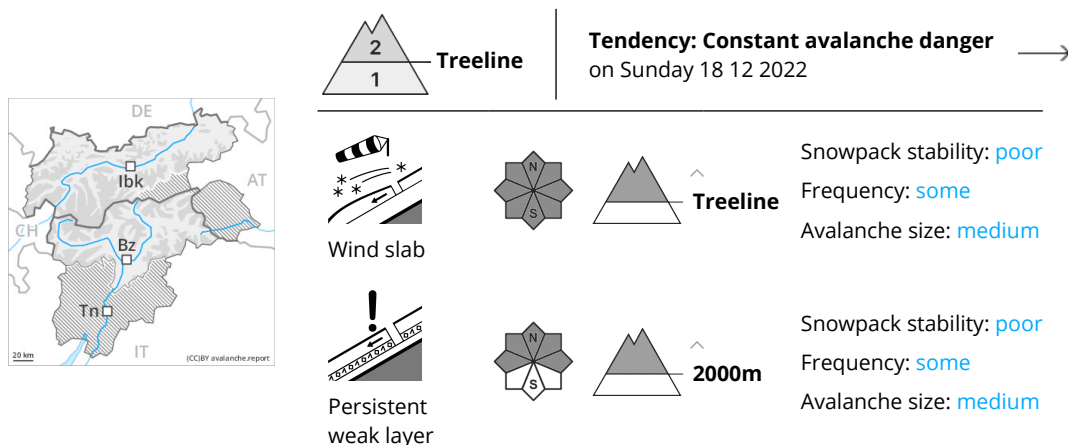 2
1
Treeline
Tendency: Constant avalanche danger
on Sunday 18 12 2022
DE
AT
CH
IT
Ibk
Bz
Tn
20 km
(CC)BY avalanche.report
Wind slab
N
S
Treeline
Snowpack stability: poor
Frequency: some
Avalanche size: medium
Persistent
weak layer
N
S
2000m
Snowpack stability: poor
Frequency: some
Avalanche size: medium